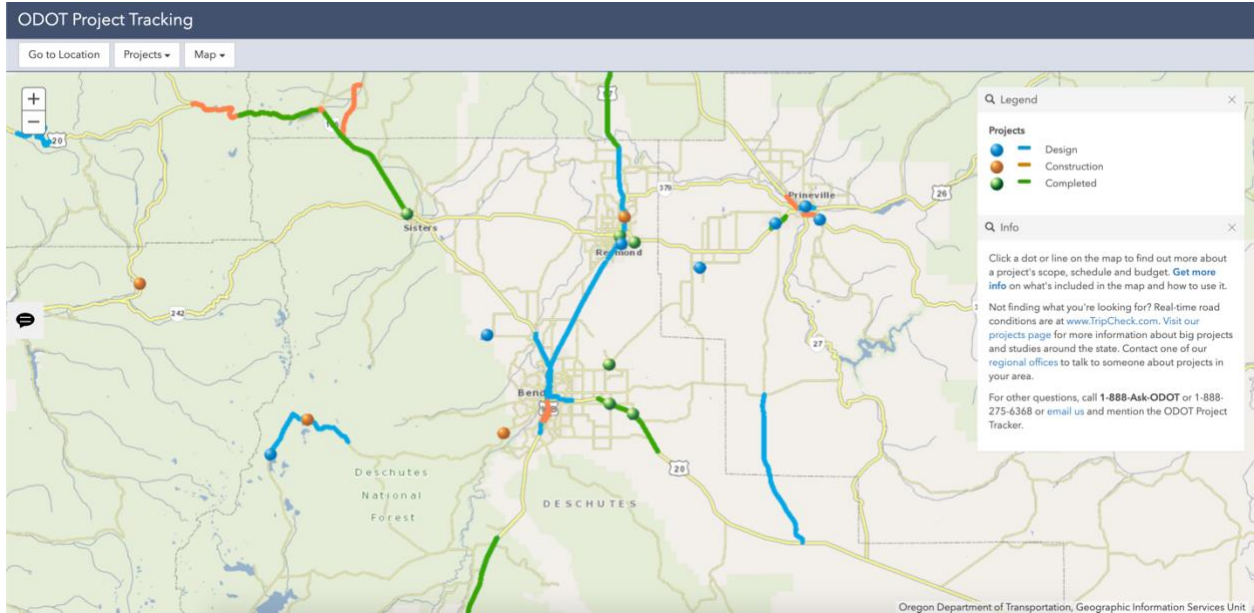 ODOT Project Tracking
Go to Location
Projects
Map
+
−
20
97
370
26
Prineville
Sisters
Redmond
242
27
Bend
20
Deschutes
National
Forest
DESCHUTES
Legend
Projects
Design
Construction
Completed
Info
Click a dot or line on the map to find out more about
a project's scope, schedule and budget. Get more
info on what's included in the map and how to use it.
Not finding what you're looking for? Real-time road
conditions are at www.TripCheck.com. Visit our
projects page for more information about big projects
and studies around the state. Contact one of our
regional offices to talk to someone about projects in
your area.
For other questions, call 1-888-Ask-ODOT or 1-888-
275-6368 or email us and mention the ODOT Project
Tracker.
Oregon Department of Transportation, Geographic Information Services Unit